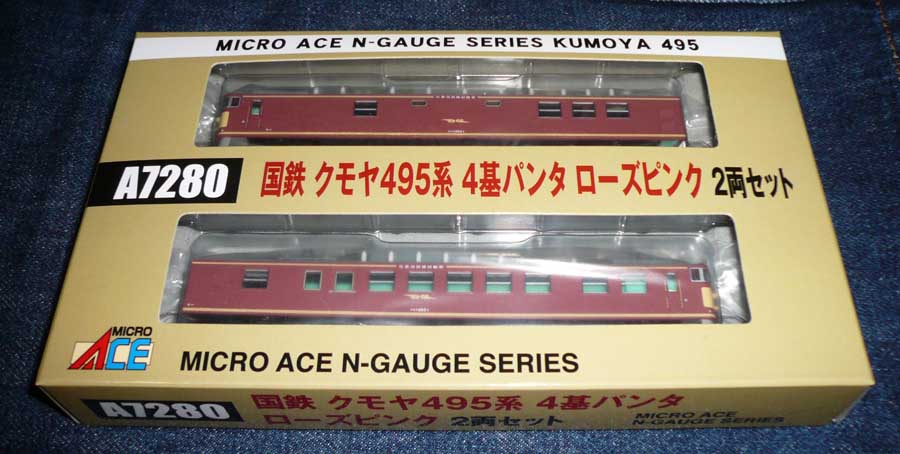 MICRO ACE N-GAUGE SERIES KUMOYA 495
A7280
国鉄 クモヤ495系 4基パンタ ローズピンク 2両セット
MICRO
ACE
MICRO ACE N-GAUGE SERIES
A7280
国鉄 クモヤ495系 4基パンタ
ローズピンク 2両セット
MICRO ACE
N-GAUGE SERIES